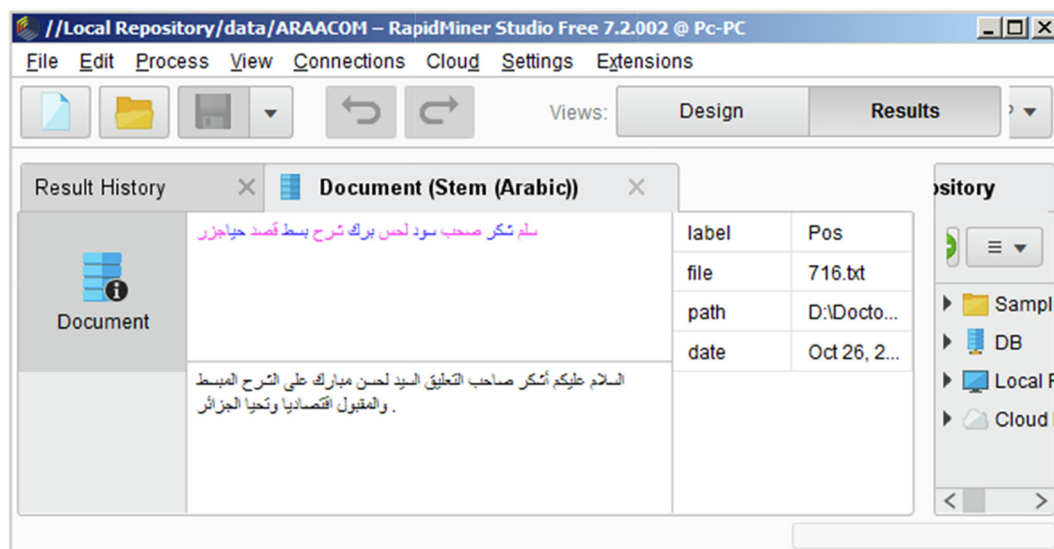 //Local Repository/data/ARAACOM – RapidMiner Studio Free 7.2.002 @ Pc-PC
File Edit Process View Connections Cloud Settings Extensions
Views: Design Results
Result History Document (Stem (Arabic))
سلم شكر صحب سود لحس برك شرح بسط قصد حياجزر
Document
السلام عليكم أشكر صاحب التعليق السيد لحسن مبارك على الشرح المبسط
والمقبول اقتصاديا وتحيا الجزائر .
label Pos
file 716.txt
path D:\Docto...
date Oct 26, 2...
sitory
Sampl
DB
Local
Cloud